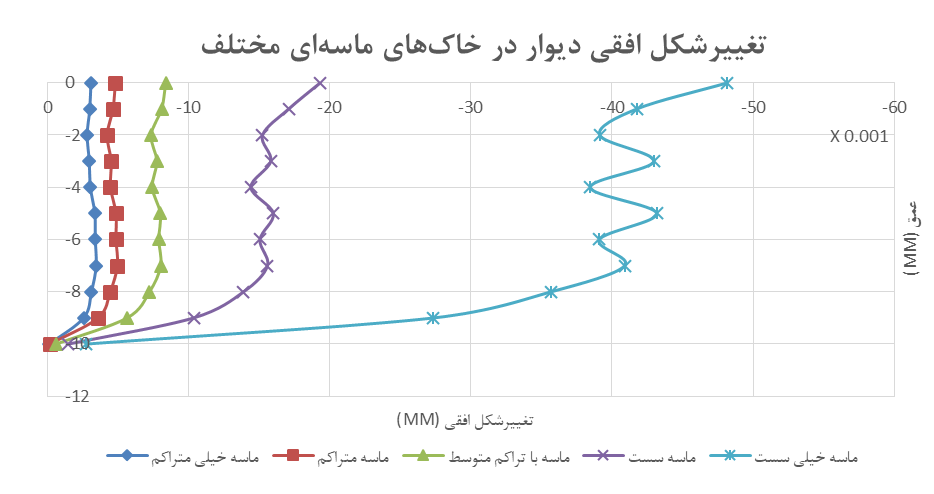 تغییرشکل افقی دیوار در خاک‌های ماسه‌ای مختلف
0
0 -10 -20 -30 -40 -50 -60
-2
X 0.001
-4
-6
-8
-10
-12
عمق (MM)
تغییرشکل افقی (MM)
ماسه خیلی متراکم ماسه متراکم ماسه با تراکم متوسط ماسه سست ماسه خیلی سست